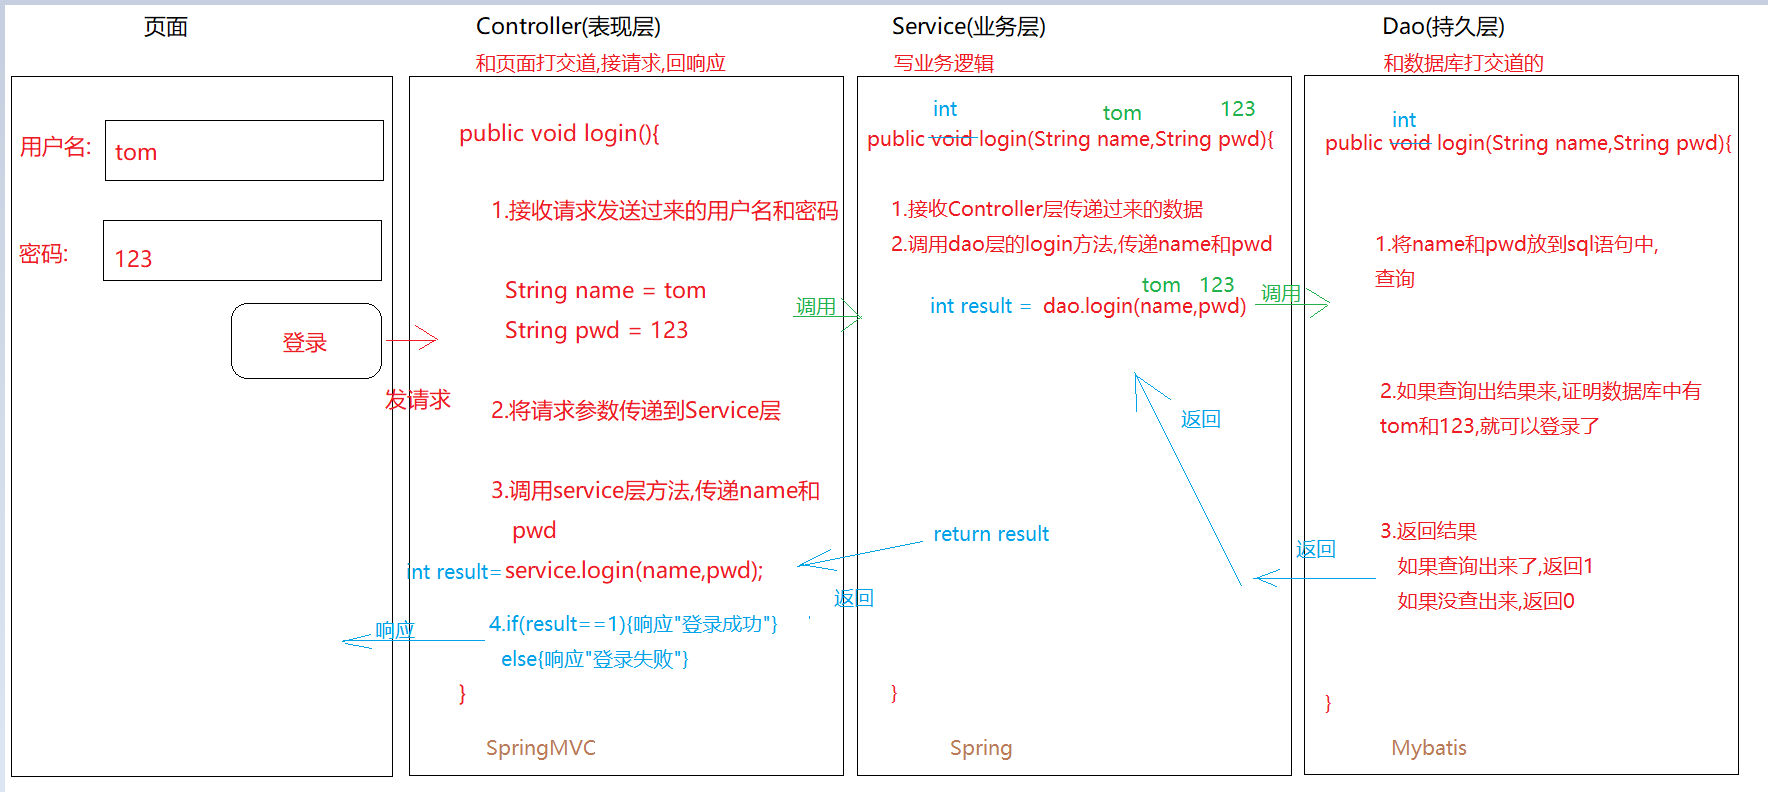 页面
用户名:
tom
密码:
123
登录
发请求
Controller(表现层)
和页面打交道,接请求,回响应
public void login(){
1.接收请求发送过来的用户名和密码
String name = tom
String pwd = 123
2.将请求参数传递到Service层
3.调用service层方法,传递name和
pwd
int result= service.login(name,pwd);
4.if(result==1){响应"登录成功"}
else{响应"登录失败"}
响应
}
SpringMVC
调用
返回
Service(业务层)
写业务逻辑
int
tom 123
public void login(String name,String pwd){
1.接收Controller层传递过来的数据
2.调用dao层的login方法,传递name和pwd
tom 123
int result = dao.login(name,pwd)
返回
return result
}
Spring
调用
返回
Dao(持久层)
和数据库打交道的
int
public void login(String name,String pwd){
1.将name和pwd放到sql语句中,
查询
2.如果查询出结果来,证明数据库中有
tom和123,就可以登录了
3.返回结果
如果查询出来了,返回1
如果没查出来,返回0
}
Mybatis